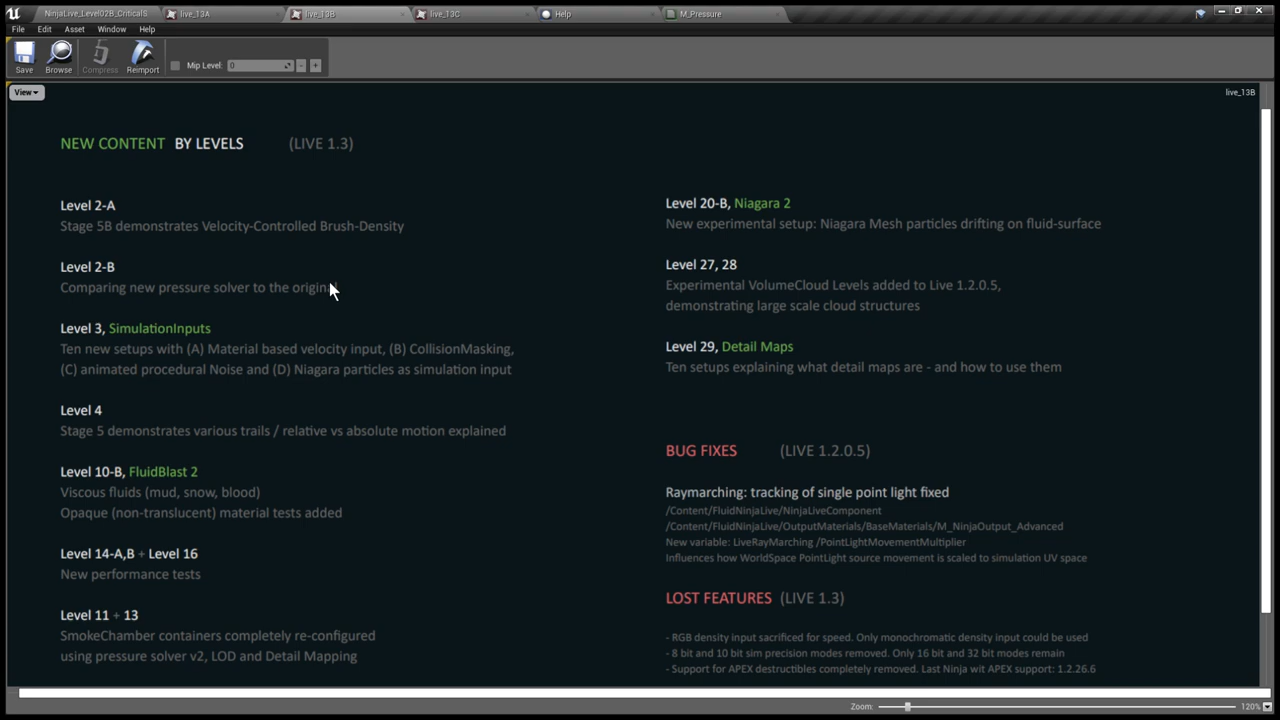 NinjaLive_Level02B_CriticalS
live_13A
live_13B
live_13C
Help
M_Pressure
File
Edit
Asset
Window
Help
Save
Browse
Compress
Reimport
Mip Level:
0
-
+
View
live_13B
NEW CONTENT BY LEVELS (LIVE 1.3)
Level 2-A
Stage 5B demonstrates Velocity-Controlled Brush-Density
Level 2-B
Comparing new pressure solver to the original
Level 3, SimulationInputs
Ten new setups with (A) Material based velocity input, (B) CollisionMasking,
(C) animated procedural Noise and (D) Niagara particles as simulation input
Level 4
Stage 5 demonstrates various trails / relative vs absolute motion explained
Level 10-B, FluidBlast 2
Viscous fluids (mud, snow, blood)
Opaque (non-translucent) material tests added
Level 14-A,B + Level 16
New performance tests
Level 11 + 13
SmokeChamber containers completely re-configured
using pressure solver v2, LOD and Detail Mapping
Level 20-B, Niagara 2
New experimental setup: Niagara Mesh particles drifting on fluid-surface
Level 27, 28
Experimental VolumeCloud Levels added to Live 1.2.0.5,
demonstrating large scale cloud structures
Level 29, Detail Maps
Ten setups explaining what detail maps are - and how to use them
BUG FIXES (LIVE 1.2.0.5)
Raymarching: tracking of single point light fixed
/Content/FluidNinjaLive/NinjaLiveComponent
/Content/FluidNinjaLive/OutputMaterials/BaseMaterials/M_NinjaOutput_Advanced
New variable: LiveRayMarching /PointLightMovementMultiplier
Influences how WorldSpace PointLight source movement is scaled to simulation UV space
LOST FEATURES (LIVE 1.3)
- RGB density input sacrificed for speed. Only monochromatic density input could be used
- 8 bit and 10 bit sim precision modes removed. Only 16 bit and 32 bit modes remain
- Support for APEX destructibles completely removed. Last Ninja wit APEX support: 1.2.26.6
Zoom:
120%